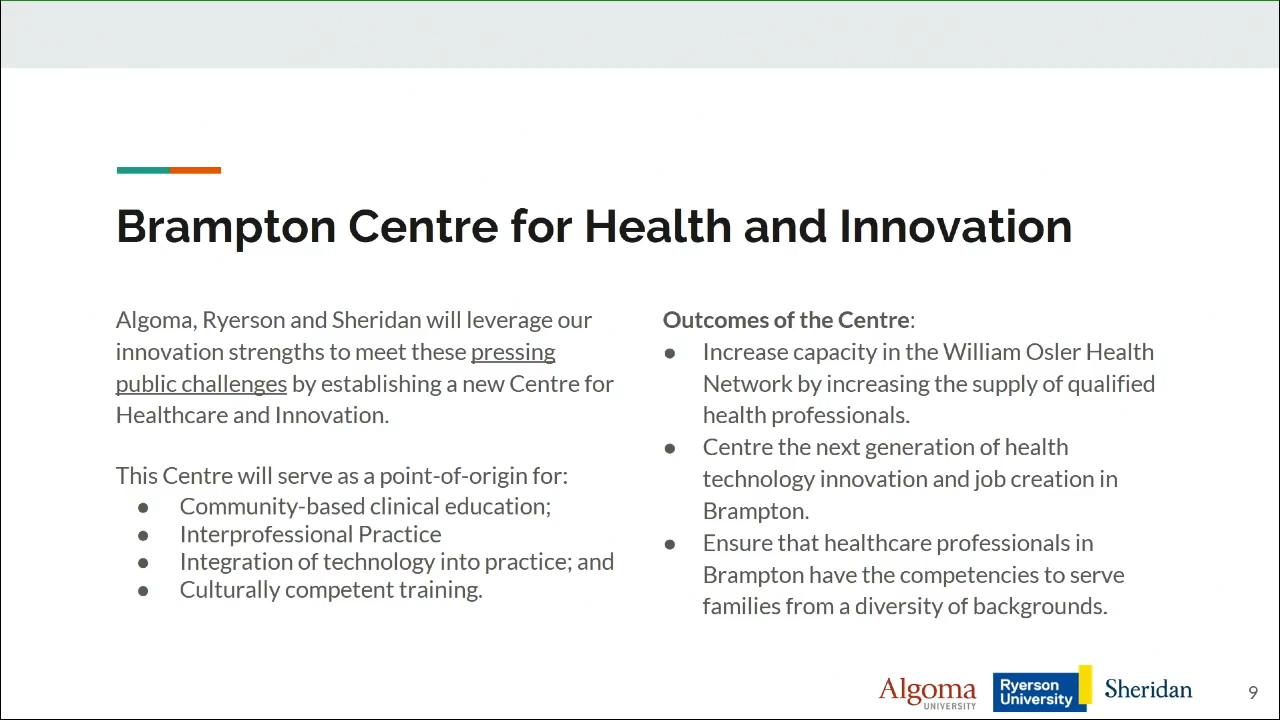 Brampton Centre for Health and Innovation
Algoma, Ryerson and Sheridan will leverage our
innovation strengths to meet these pressing
public challenges by establishing a new Centre for
Healthcare and Innovation.
This Centre will serve as a point-of-origin for:
● Community-based clinical education;
● Interprofessional Practice
● Integration of technology into practice; and
● Culturally competent training.
Outcomes of the Centre:
● Increase capacity in the William Osler Health
Network by increasing the supply of qualified
health professionals.
● Centre the next generation of health
technology innovation and job creation in
Brampton.
● Ensure that healthcare professionals in
Brampton have the competencies to serve
families from a diversity of backgrounds.
Algoma
UNIVERSITY
Ryerson
University
Sheridan
9